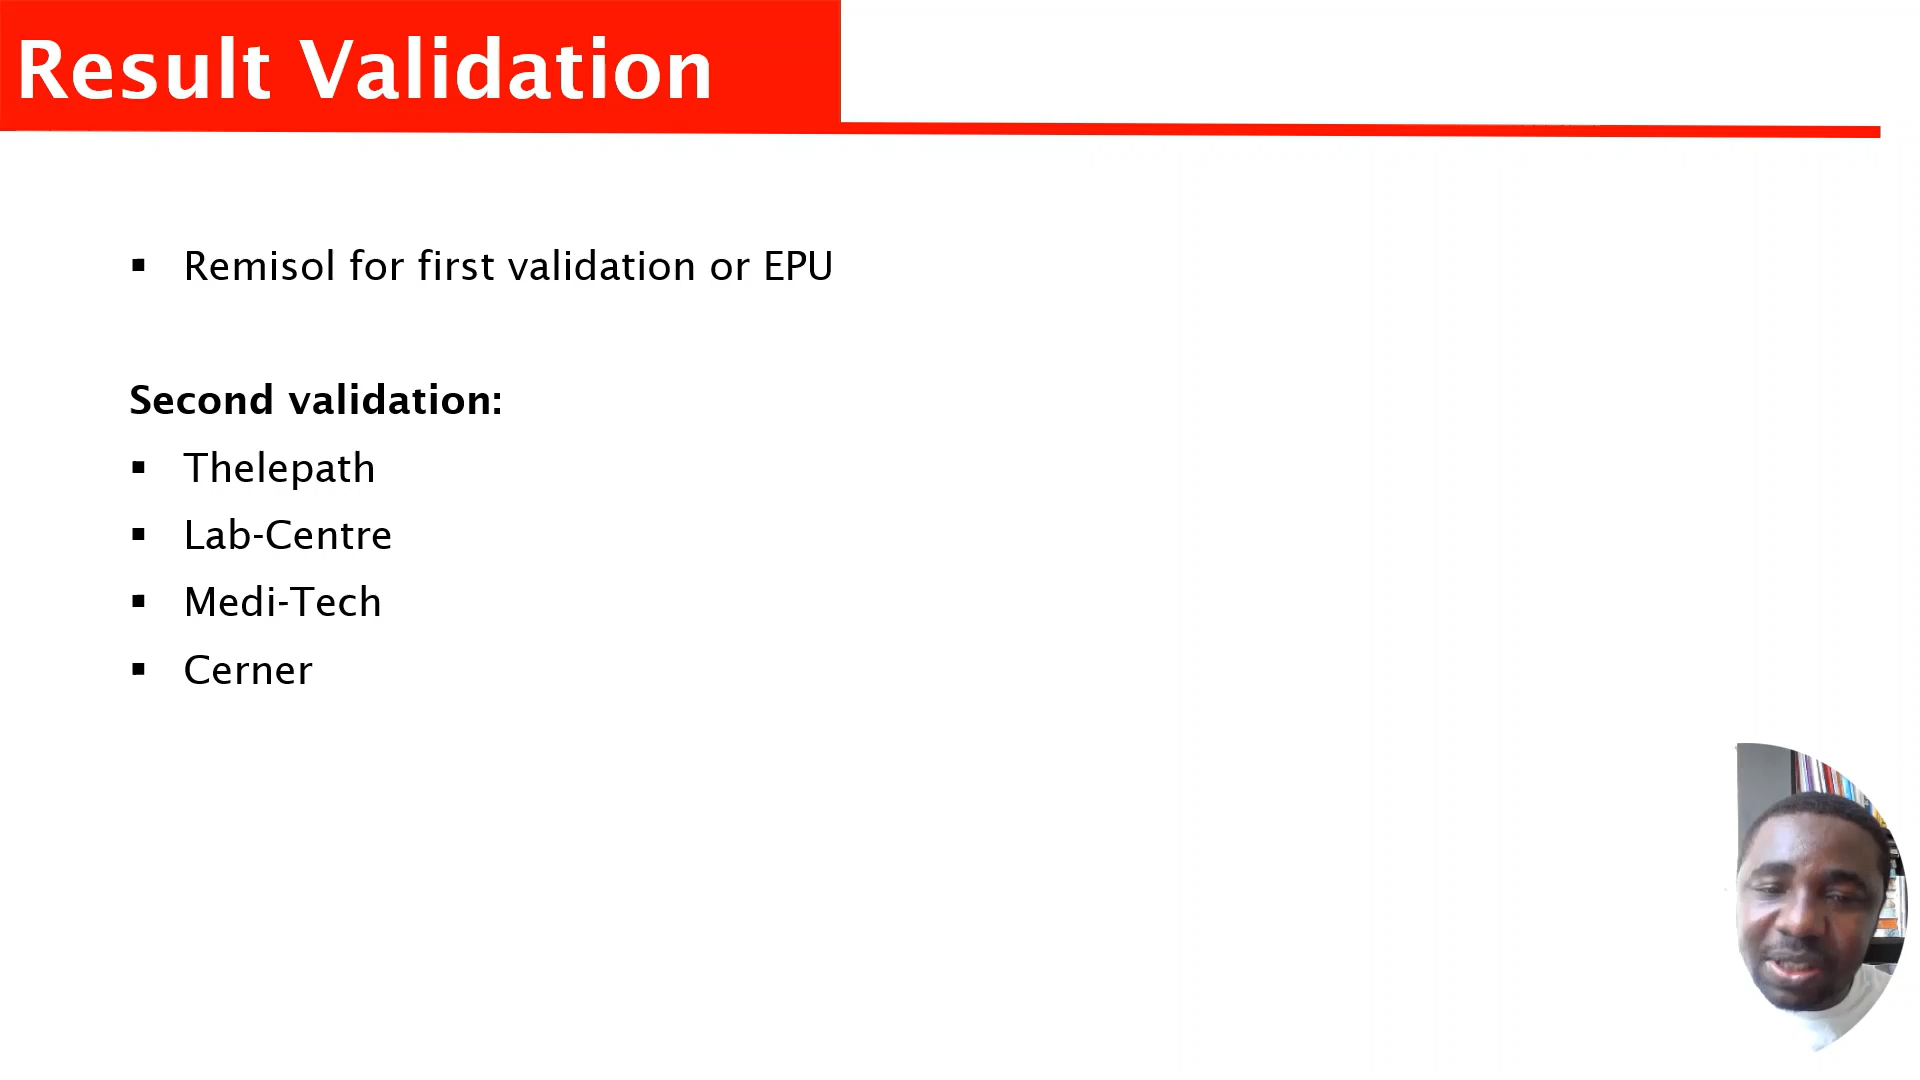 Result Validation
▪ Remisol for first validation or EPU
Second validation:
▪ Thelepath
▪ Lab-Centre
▪ Medi-Tech
▪ Cerner